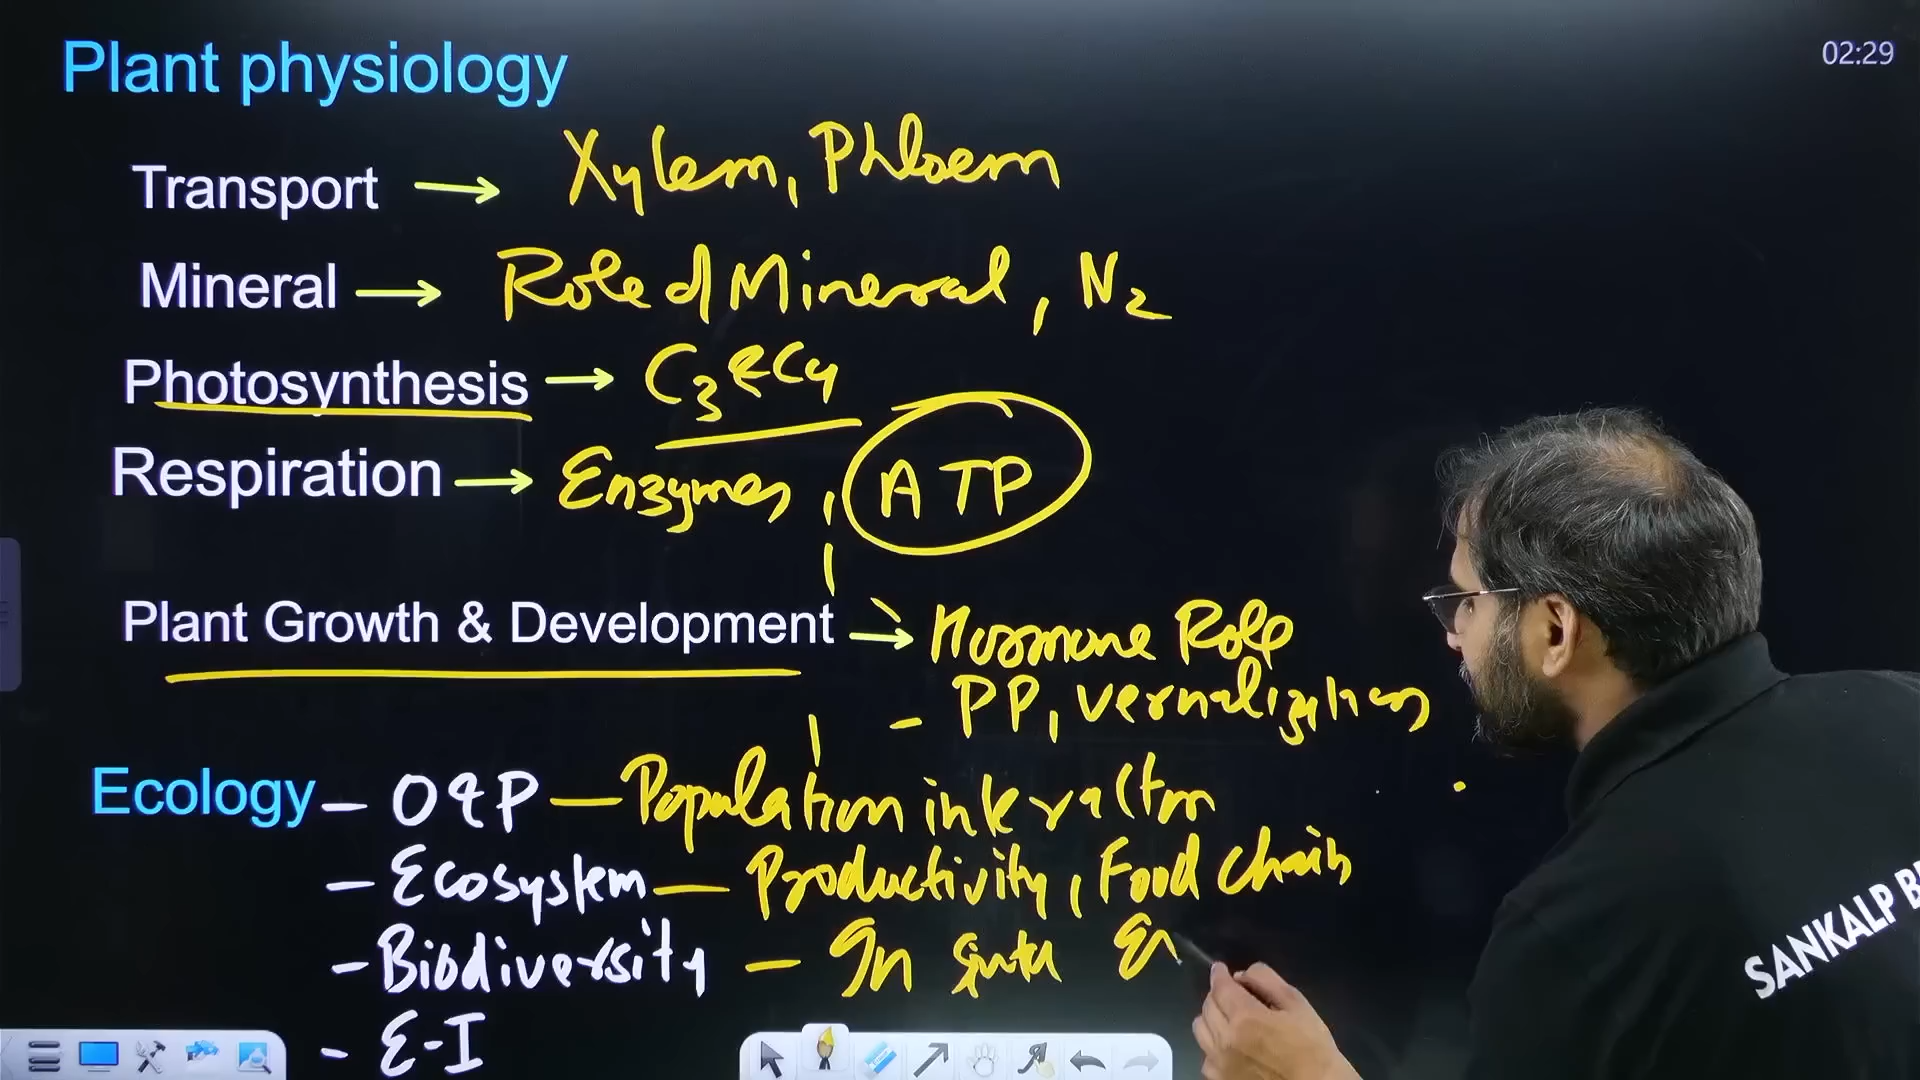 Plant physiology
02:29
Transport → Xylem, Phloem
Mineral → Role of Mineral, N2
Photosynthesis → C3 & C4
Respiration → Enzymes, ATP
Plant Growth & Development → Hormone Role
- PP, Vernalization
Ecology - O & P - Population interaction
- Ecosystem - Productivity, Food chain
- Biodiversity - In situ
- E-I
SANKALP B